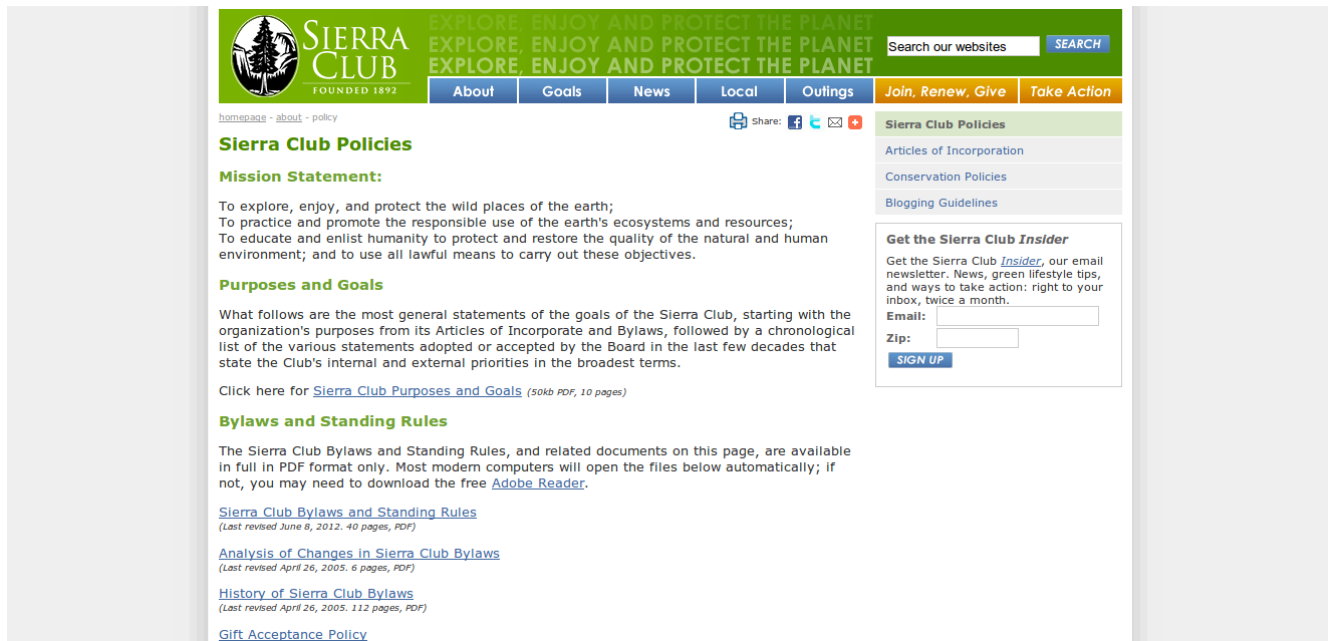 SIERRA
CLUB
FOUNDED 1892
EXPLORE, ENJOY AND PROTECT THE PLANET
EXPLORE, ENJOY AND PROTECT THE PLANET
EXPLORE, ENJOY AND PROTECT THE PLANET
Search our websites
SEARCH
About
Goals
News
Local
Outings
Join, Renew, Give
Take Action
homepage - about - policy
Share:
Sierra Club Policies
Mission Statement:
To explore, enjoy, and protect the wild places of the earth;
To practice and promote the responsible use of the earth's ecosystems and resources;
To educate and enlist humanity to protect and restore the quality of the natural and human
environment; and to use all lawful means to carry out these objectives.
Purposes and Goals
What follows are the most general statements of the goals of the Sierra Club, starting with the
organization's purposes from its Articles of Incorporate and Bylaws, followed by a chronological
list of the various statements adopted or accepted by the Board in the last few decades that
state the Club's internal and external priorities in the broadest terms.
Click here for Sierra Club Purposes and Goals (50kb PDF, 10 pages)
Bylaws and Standing Rules
The Sierra Club Bylaws and Standing Rules, and related documents on this page, are available
in full in PDF format only. Most modern computers will open the files below automatically; if
not, you may need to download the free Adobe Reader.
Sierra Club Bylaws and Standing Rules
(Last revised June 8, 2012. 40 pages, PDF)
Analysis of Changes in Sierra Club Bylaws
(Last revised April 26, 2005. 6 pages, PDF)
History of Sierra Club Bylaws
(Last revised April 26, 2005. 112 pages, PDF)
Gift Acceptance Policy
Sierra Club Policies
Articles of Incorporation
Conservation Policies
Blogging Guidelines
Get the Sierra Club Insider
Get the Sierra Club Insider, our email
newsletter. News, green lifestyle tips,
and ways to take action: right to your
inbox, twice a month.
Email:
Zip:
SIGN UP